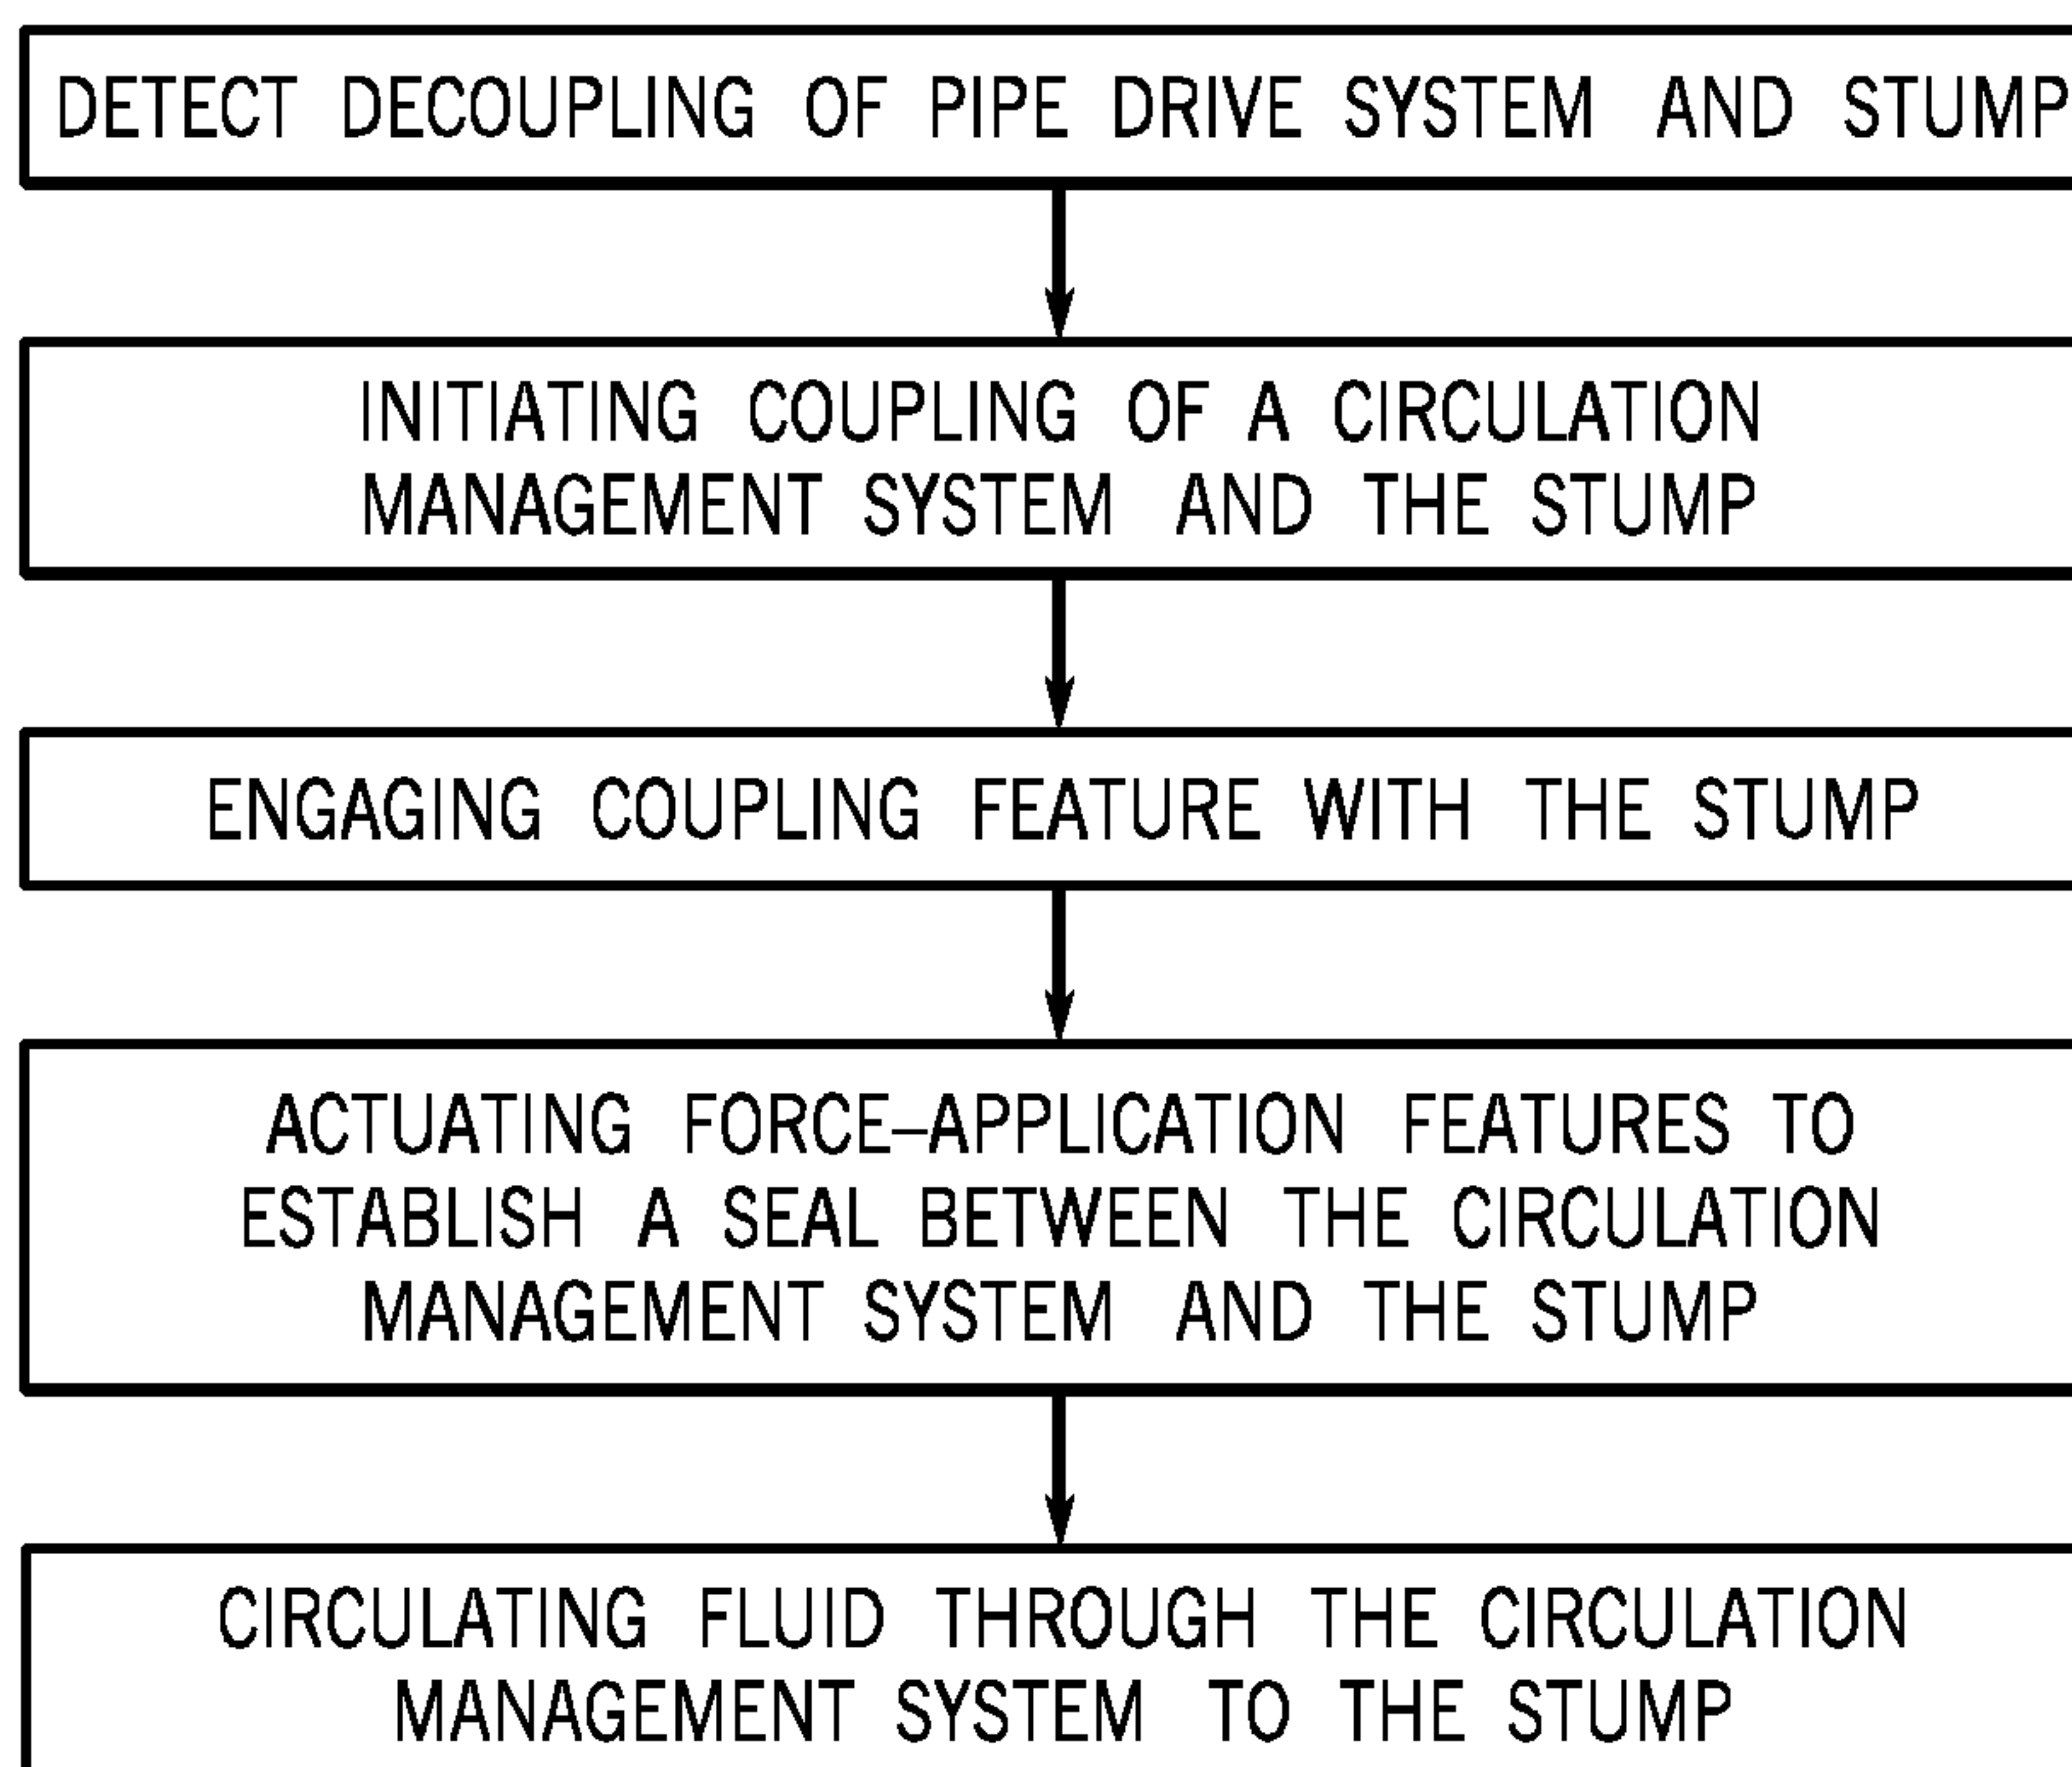 DETECT DECOUPLING OF PIPE DRIVE SYSTEM AND STUMP
INITIATING COUPLING OF A CIRCULATION
MANAGEMENT SYSTEM AND THE STUMP
ENGAGING COUPLING FEATURE WITH THE STUMP
ACTUATING FORCE–APPLICATION FEATURES TO
ESTABLISH A SEAL BETWEEN THE CIRCULATION
MANAGEMENT SYSTEM AND THE STUMP
CIRCULATING FLUID THROUGH THE CIRCULATION
MANAGEMENT SYSTEM TO THE STUMP